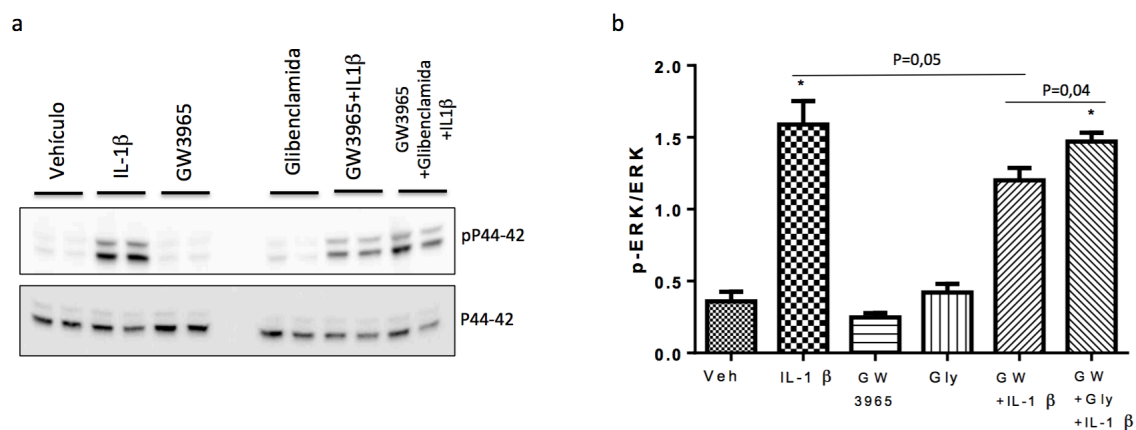 a
Vehículo
IL-1β
GW3965
Glibenclamida
GW3965+IL1β
GW3965
+Glibenclamida
+IL1β
pP44-42
P44-42
b
P=0,05
P=0,04
*
*
p-ERK/ERK
2.0
1.5
1.0
0.5
0.0
Veh
IL-1 β
GW
3965
Gly
GW
+IL-1 β
GW
+Gly
+IL-1 β